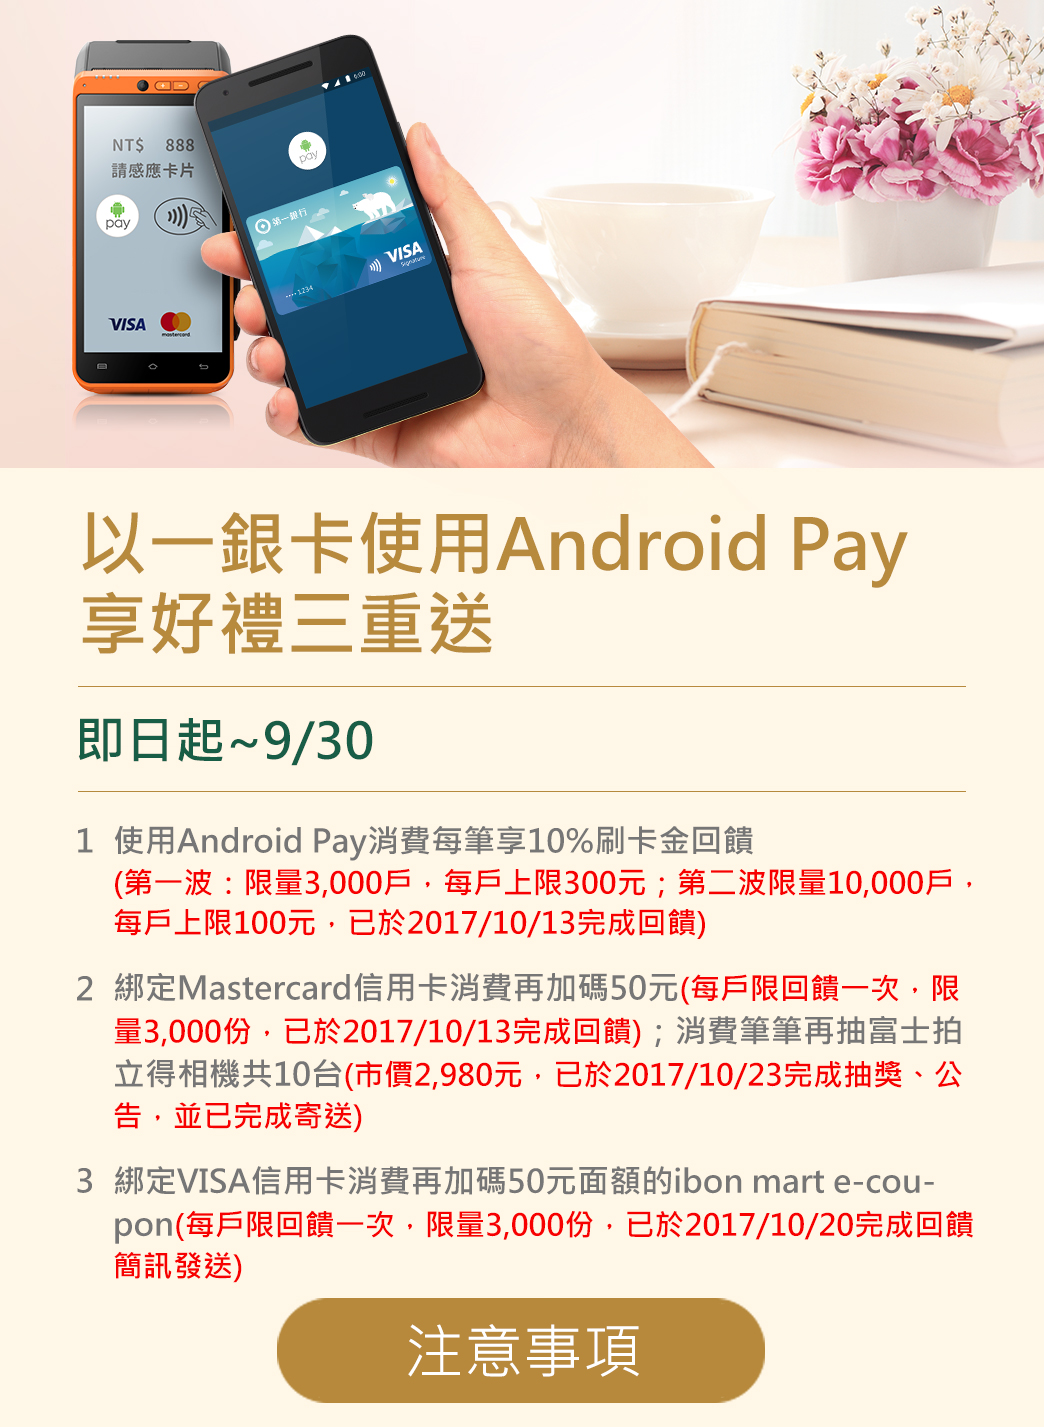 6:00
NT$ 888
請感應卡片
pay
pay
第一銀行
VISA
Signature
•••• 1234
VISA
mastercard
以一銀卡使用Android Pay
享好禮三重送
即日起~9/30
1 使用Android Pay消費每筆享10%刷卡金回饋
(第一波：限量3,000戶，每戶上限300元；第二波限量10,000戶，
每戶上限100元，已於2017/10/13完成回饋)
2 綁定Mastercard信用卡消費再加碼50元(每戶限回饋一次，限
量3,000份，已於2017/10/13完成回饋)；消費筆筆再抽富士拍
立得相機共10台(市價2,980元，已於2017/10/23完成抽獎、公
告，並已完成寄送)
3 綁定VISA信用卡消費再加碼50元面額的ibon mart e-cou-
pon(每戶限回饋一次，限量3,000份，已於2017/10/20完成回饋
簡訊發送)
注意事項